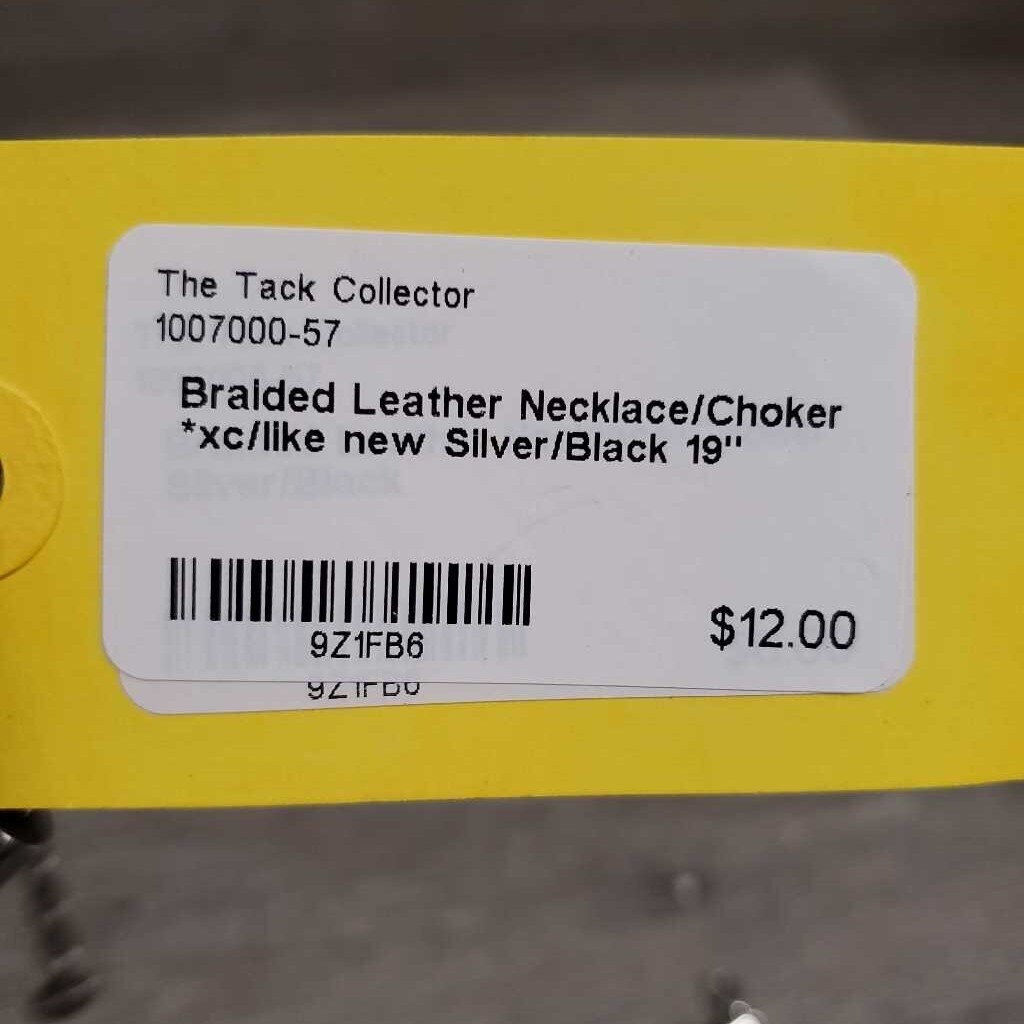 The Tack Collector
1007000-57
Braided Leather Necklace/Choker
*xc/like new Silver/Black 19"
9Z1FB6
$12.00
9Z1FB6